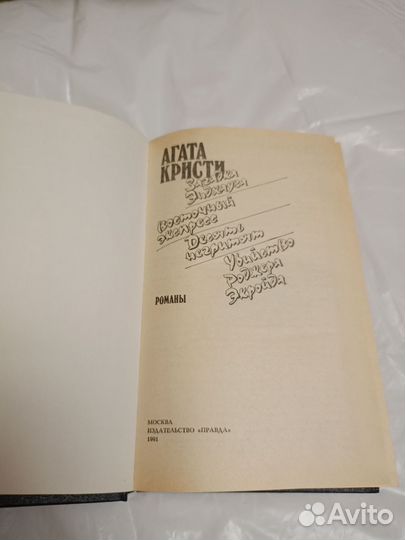 АГАТА
КРИСТИ
Загадка
Эндхауза
Восточный
экспресс
Десять
негритят
Убийство
Роджера
Экройда
РОМАНЫ
МОСКВА
ИЗДАТЕЛЬСТВО «ПРАВДА»
1991
Avito